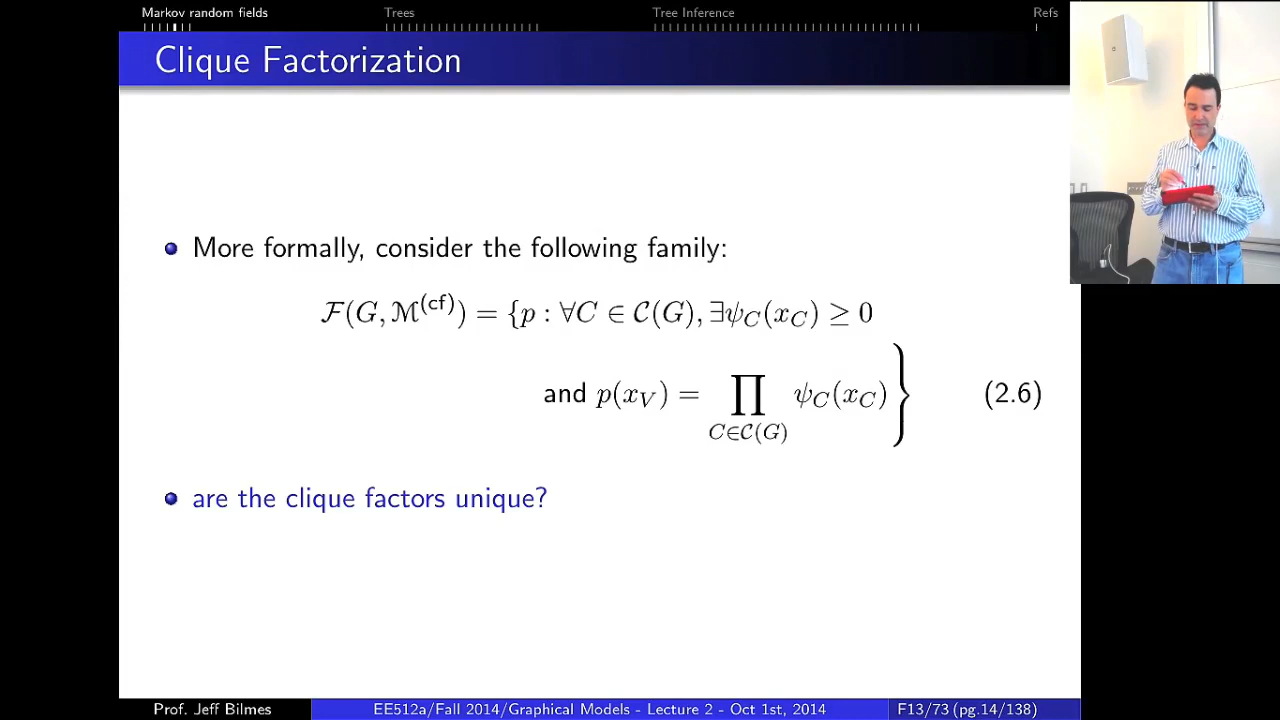 Markov random fields Trees Tree Inference Refs
Clique Factorization
More formally, consider the following family:
ℱ(G, ℳ^(cf)) = {p : ∀C ∈ 𝒞(G), ∃ψ_C(x_C) ≥ 0
and p(x_V) = ∏_{C∈𝒞(G)} ψ_C(x_C)} (2.6)
are the clique factors unique?
Prof. Jeff Bilmes EE512a/Fall 2014/Graphical Models - Lecture 2 - Oct 1st, 2014 F13/73 (pg.14/138)